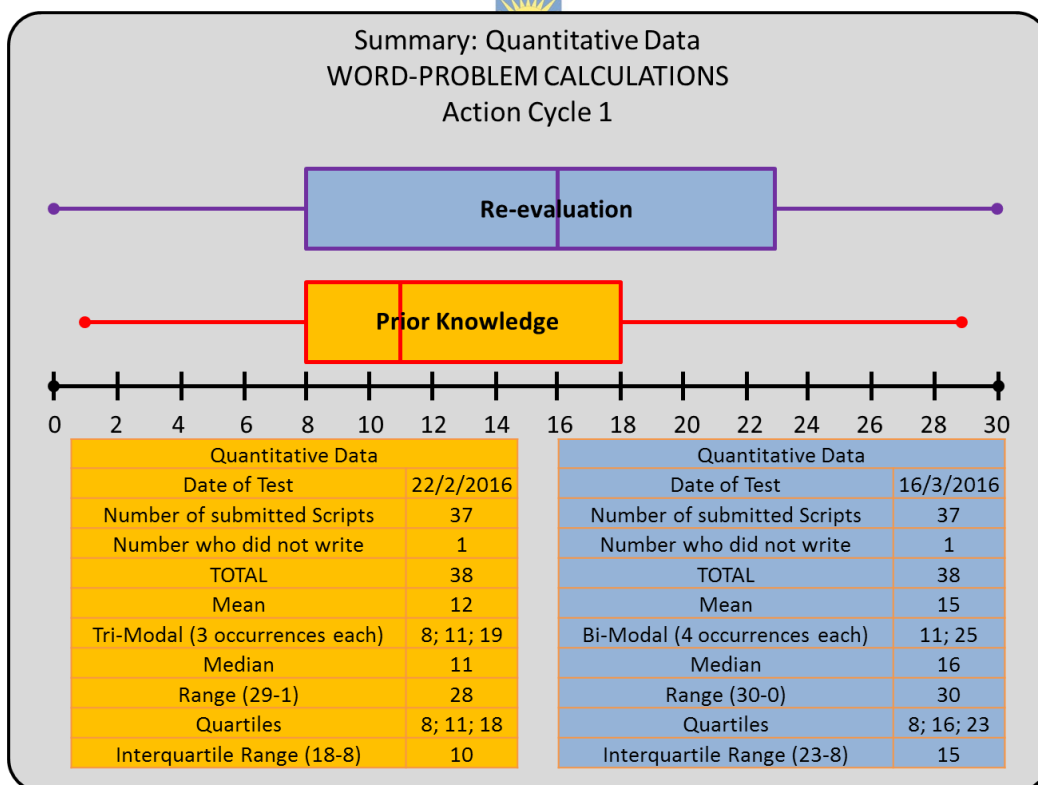 Summary: Quantitative Data
WORD-PROBLEM CALCULATIONS
Action Cycle 1
Re-evaluation
Prior Knowledge
0 2 4 6 8 10 12 14 16 18 20 22 24 26 28 30
Quantitative Data
Date of Test 22/2/2016
Number of submitted Scripts 37
Number who did not write 1
TOTAL 38
Mean 12
Tri-Modal (3 occurrences each) 8; 11; 19
Median 11
Range (29-1) 28
Quartiles 8; 11; 18
Interquartile Range (18-8) 10
Quantitative Data
Date of Test 16/3/2016
Number of submitted Scripts 37
Number who did not write 1
TOTAL 38
Mean 15
Bi-Modal (4 occurrences each) 11; 25
Median 16
Range (30-0) 30
Quartiles 8; 16; 23
Interquartile Range (23-8) 15